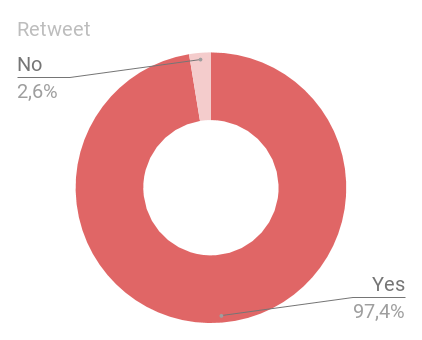 Retweet
No
2,6%
Yes
97,4%